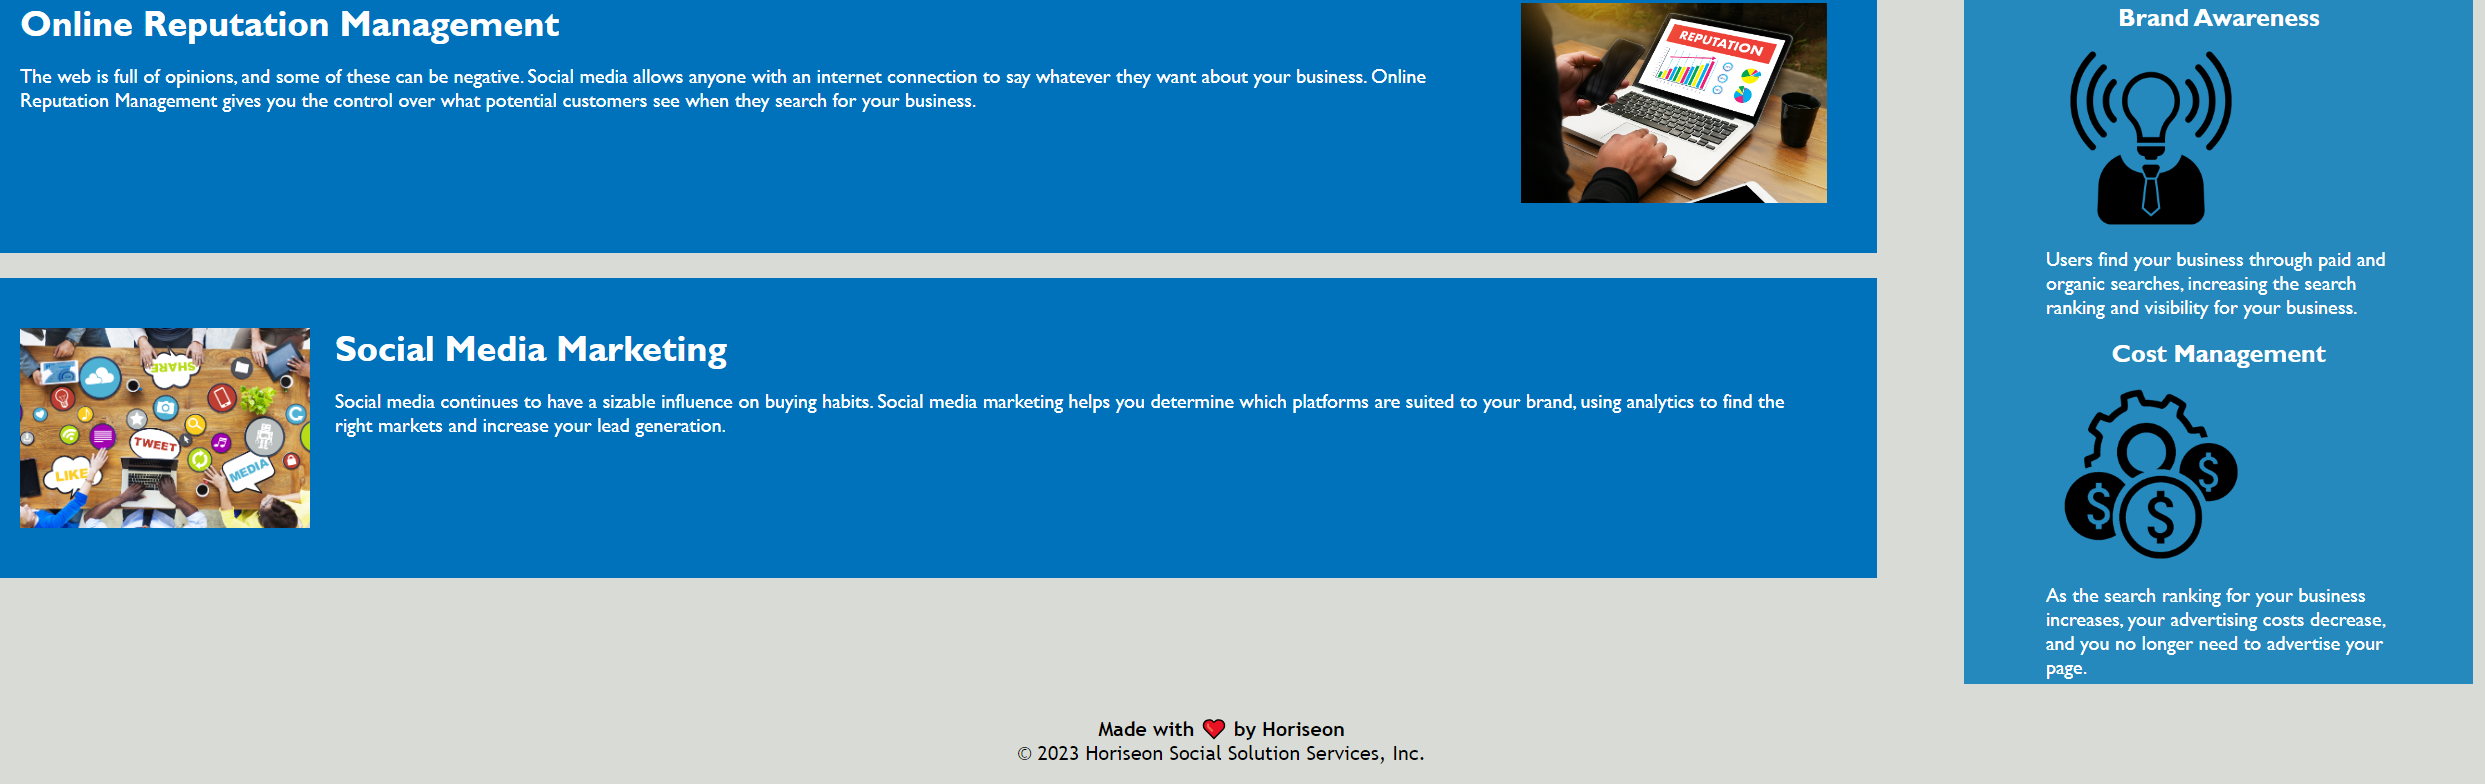 Online Reputation Management
The web is full of opinions, and some of these can be negative. Social media allows anyone with an internet connection to say whatever they want about your business. Online
Reputation Management gives you the control over what potential customers see when they search for your business.
REPUTATION
Social Media Marketing
Social media continues to have a sizable influence on buying habits. Social media marketing helps you determine which platforms are suited to your brand, using analytics to find the
right markets and increase your lead generation.
SHARE
TWEET
LIKE
MEDIA
Brand Awareness
Users find your business through paid and
organic searches, increasing the search
ranking and visibility for your business.
Cost Management
$
$
$
As the search ranking for your business
increases, your advertising costs decrease,
and you no longer need to advertise your
page.
Made with ❤️ by Horiseon
© 2023 Horiseon Social Solution Services, Inc.